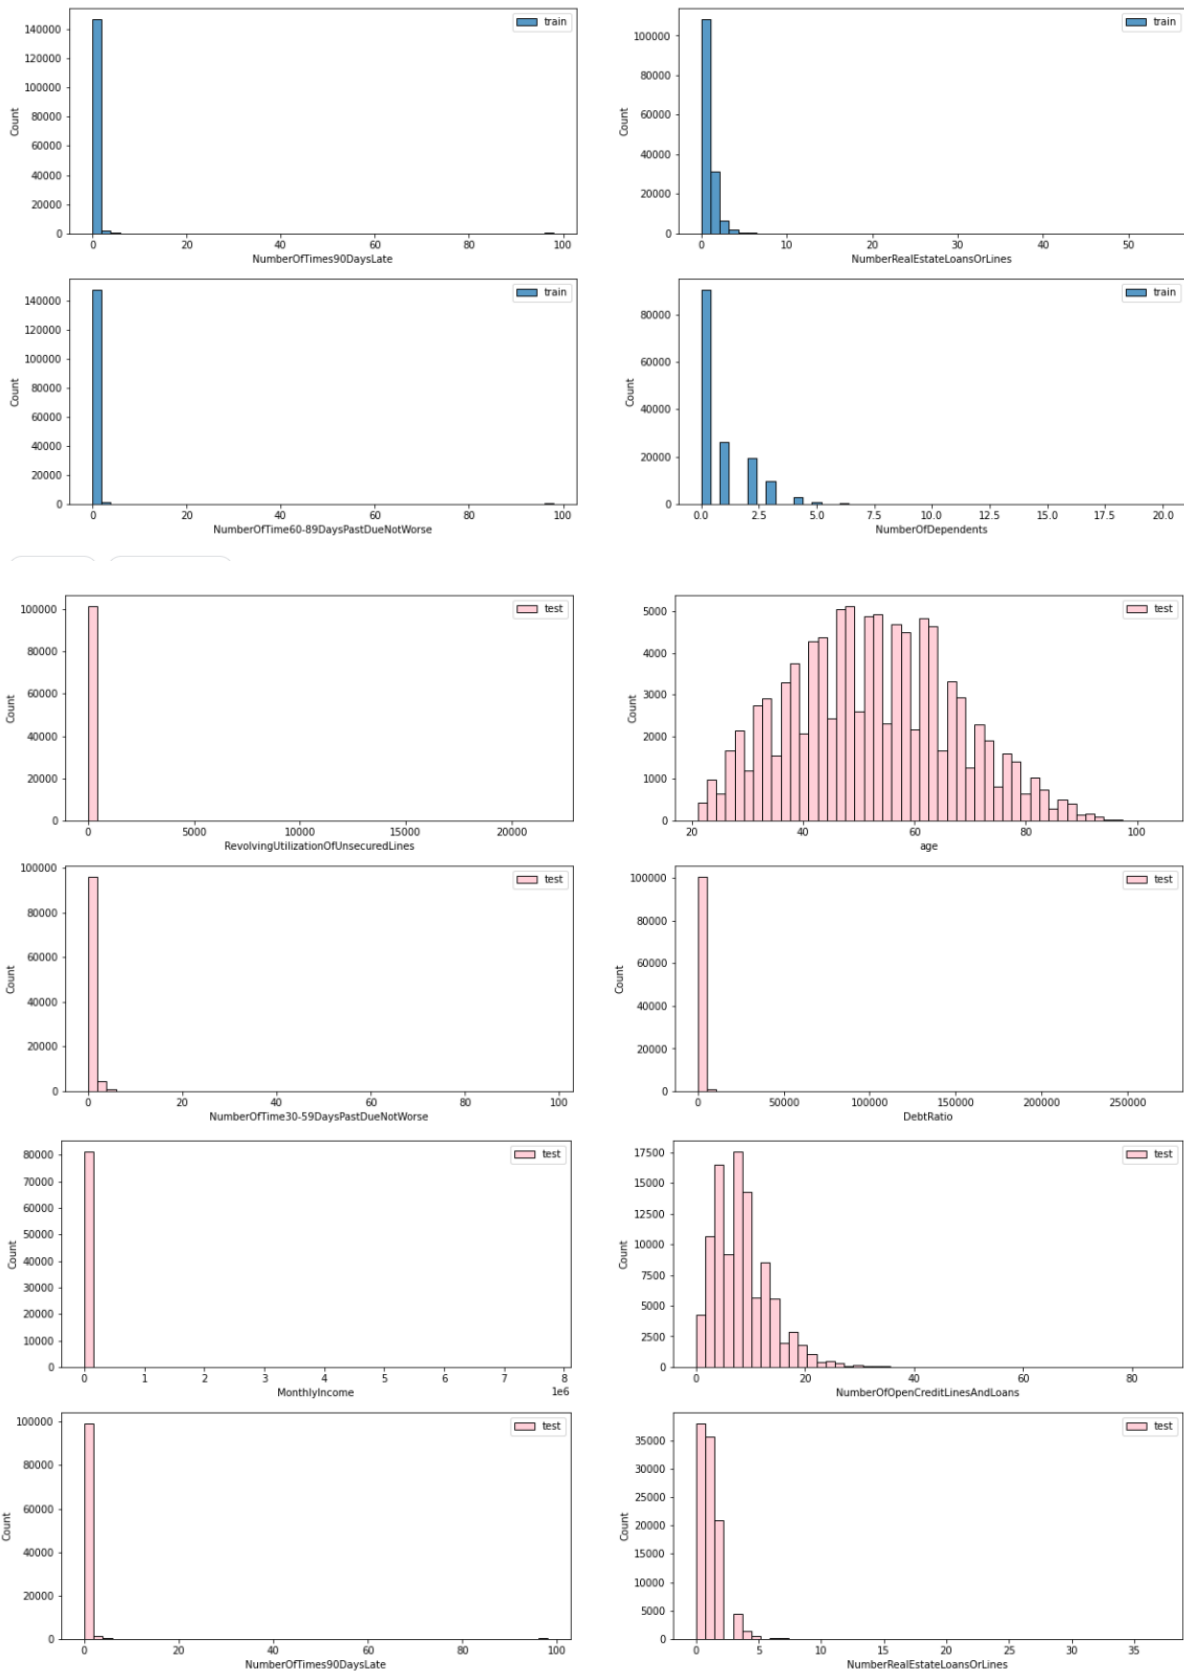 train
140000
120000
100000
80000
60000
40000
20000
0
Count
0 20 40 60 80 100
NumberOfTimes90DaysLate
train
100000
80000
60000
40000
20000
0
Count
0 10 20 30 40 50
NumberRealEstateLoansOrLines
train
140000
120000
100000
80000
60000
40000
20000
0
Count
0 20 40 60 80 100
NumberOfTime60-89DaysPastDueNotWorse
train
80000
60000
40000
20000
0
Count
0.0 2.5 5.0 7.5 10.0 12.5 15.0 17.5 20.0
NumberOfDependents
test
100000
80000
60000
40000
20000
0
Count
0 5000 10000 15000 20000
RevolvingUtilizationOfUnsecuredLines
test
5000
4000
3000
2000
1000
0
Count
20 40 60 80 100
age
test
100000
80000
60000
40000
20000
0
Count
0 20 40 60 80 100
NumberOfTime30-59DaysPastDueNotWorse
test
100000
80000
60000
40000
20000
0
Count
0 50000 100000 150000 200000 250000
DebtRatio
test
80000
70000
60000
50000
40000
30000
20000
10000
0
Count
0 1 2 3 4 5 6 7 8
MonthlyIncome
1e6
test
17500
15000
12500
10000
7500
5000
2500
0
Count
0 20 40 60 80
NumberOfOpenCreditLinesAndLoans
test
100000
80000
60000
40000
20000
0
Count
0 20 40 60 80 100
NumberOfTimes90DaysLate
test
35000
30000
25000
20000
15000
10000
5000
0
Count
0 5 10 15 20 25 30 35
NumberRealEstateLoansOrLines